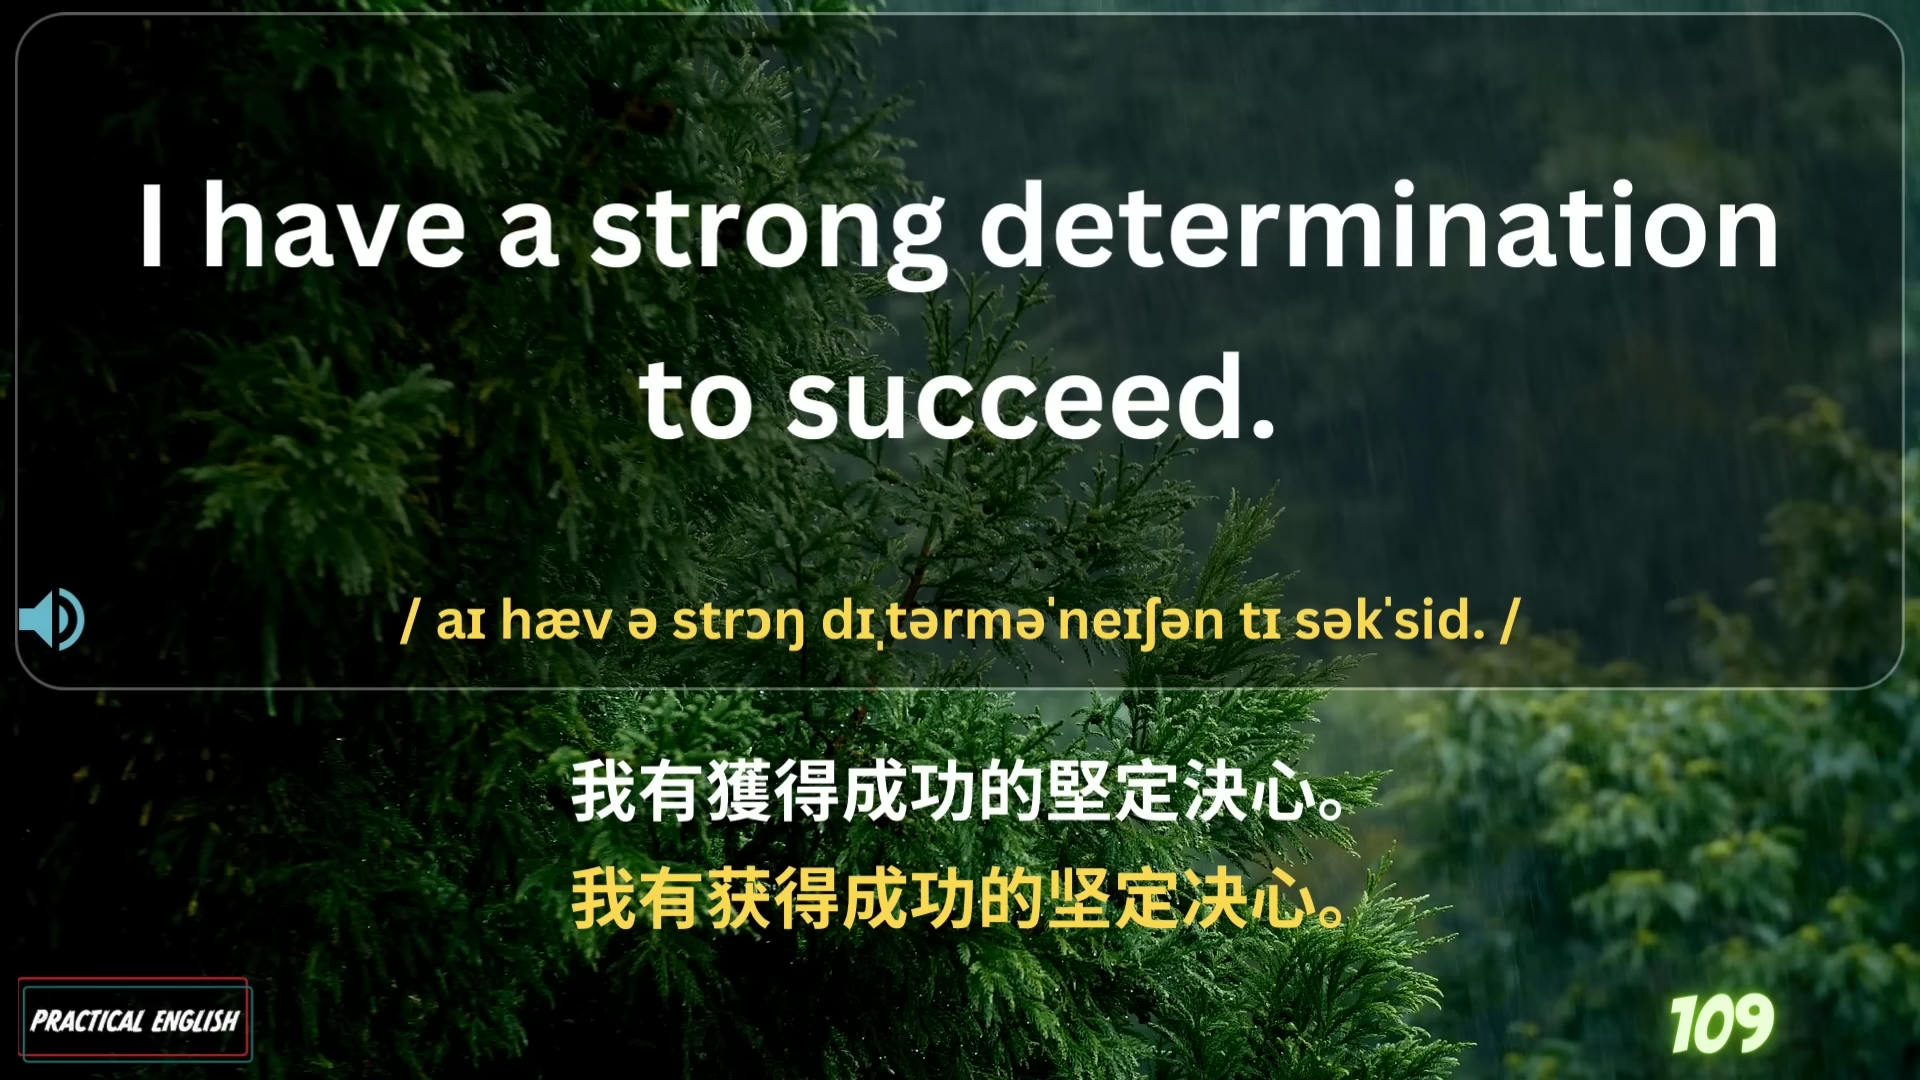 I have a strong determination
to succeed.
/ aɪ hæv ə strɔŋ dɪˌtərməˈneɪʃən tɪ səkˈsid. /
我有獲得成功的堅定決心。
我有获得成功的坚定决心。
PRACTICAL ENGLISH
109